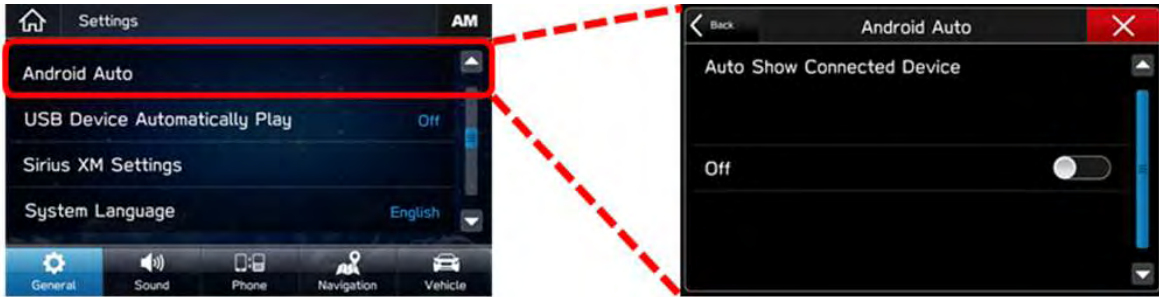 Settings
AM
Android Auto
USB Device Automatically Play Off
Sirius XM Settings
System Language English
General Sound Phone Navigation Vehicle
Back Android Auto
Auto Show Connected Device
Off